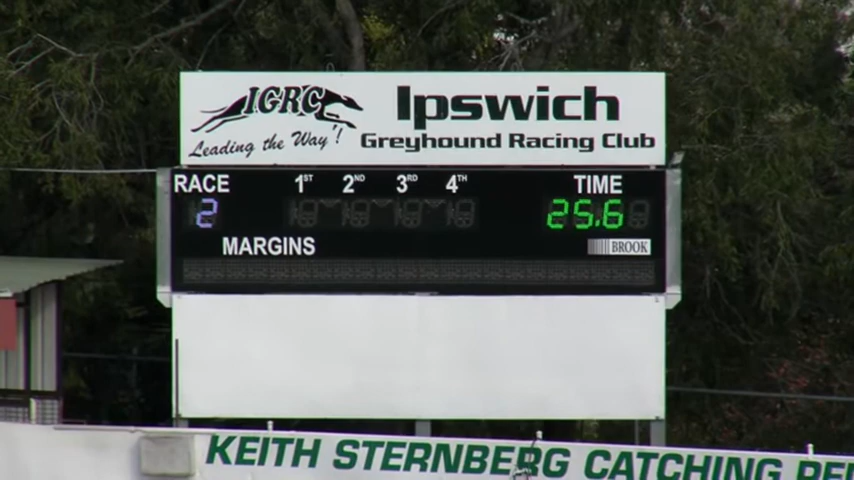 IGRC
Leading the Way'!
Ipswich
Greyhound Racing Club
RACE 1ST 2ND 3RD 4TH TIME
2 25.6
MARGINS BROOK
KEITH STERNBERG CATCHING